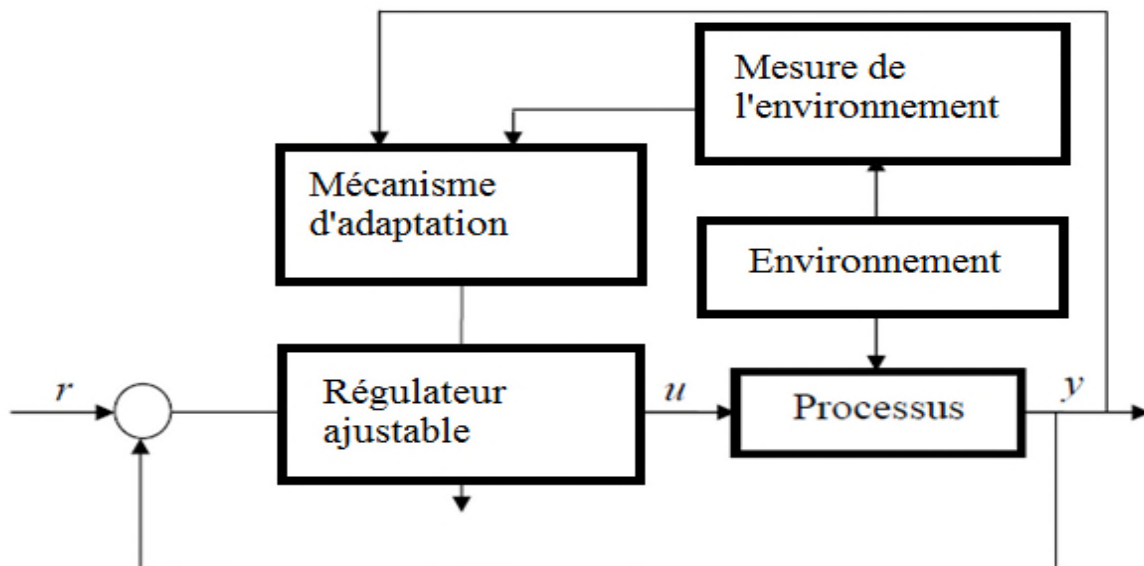 Mesure de
l'environnement
Mécanisme
d'adaptation
Environnement
r
Régulateur
ajustable
u
Processus
y